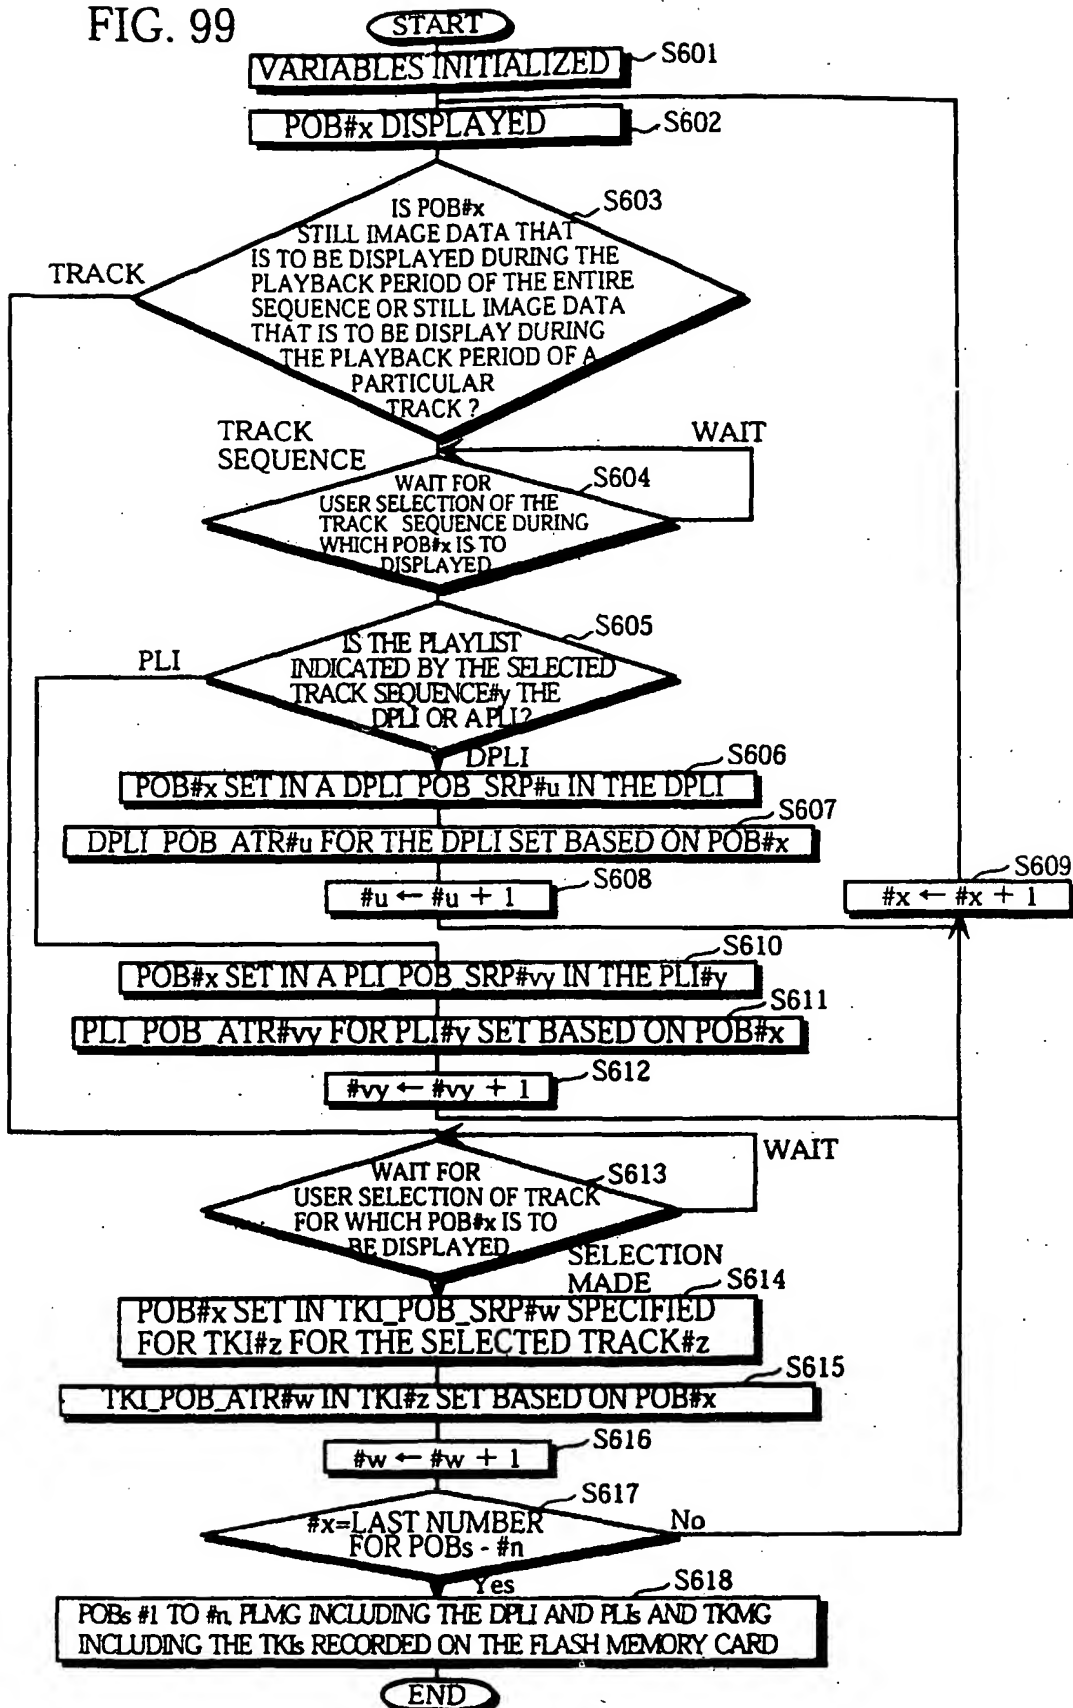 FIG. 99
START
VARIABLES INITIALIZED
S601
POB#x DISPLAYED
S602
IS POB#x
STILL IMAGE DATA THAT
IS TO BE DISPLAYED DURING THE
PLAYBACK PERIOD OF THE ENTIRE
SEQUENCE OR STILL IMAGE DATA
THAT IS TO BE DISPLAY DURING
THE PLAYBACK PERIOD OF A
PARTICULAR
TRACK ?
S603
TRACK
TRACK
SEQUENCE
WAIT
WAIT FOR
USER SELECTION OF THE
TRACK SEQUENCE DURING
WHICH POB#x IS TO
DISPLAYED
S604
IS THE PLAYLIST
INDICATED BY THE SELECTED
TRACK SEQUENCE#y THE
DPLI OR A PLI?
S605
PLI
DPLI
S606
POB#x SET IN A DPLI_POB_SRP#u IN THE DPLI
S607
DPLI_POB_ATR#u FOR THE DPLI SET BASED ON POB#x
S608
#u ← #u + 1
S609
#x ← #x + 1
S610
POB#x SET IN A PLI_POB_SRP#vy IN THE PLI#y
S611
PLI_POB_ATR#vy FOR PLI#y SET BASED ON POB#x
S612
#vy ← #vy + 1
WAIT
WAIT FOR
USER SELECTION OF TRACK
FOR WHICH POB#x IS TO
BE DISPLAYED
S613
SELECTION
MADE
S614
POB#x SET IN TKI_POB_SRP#w SPECIFIED
FOR TKI#z FOR THE SELECTED TRACK#z
S615
TKI_POB_ATR#w IN TKI#z SET BASED ON POB#x
S616
#w ← #w + 1
S617
#x=LAST NUMBER
FOR POBs - #n
No
Yes
S618
POBs #1 TO #n, PLMG INCLUDING THE DPLI AND PLIs AND TKMG
INCLUDING THE TKIs RECORDED ON THE FLASH MEMORY CARD
END